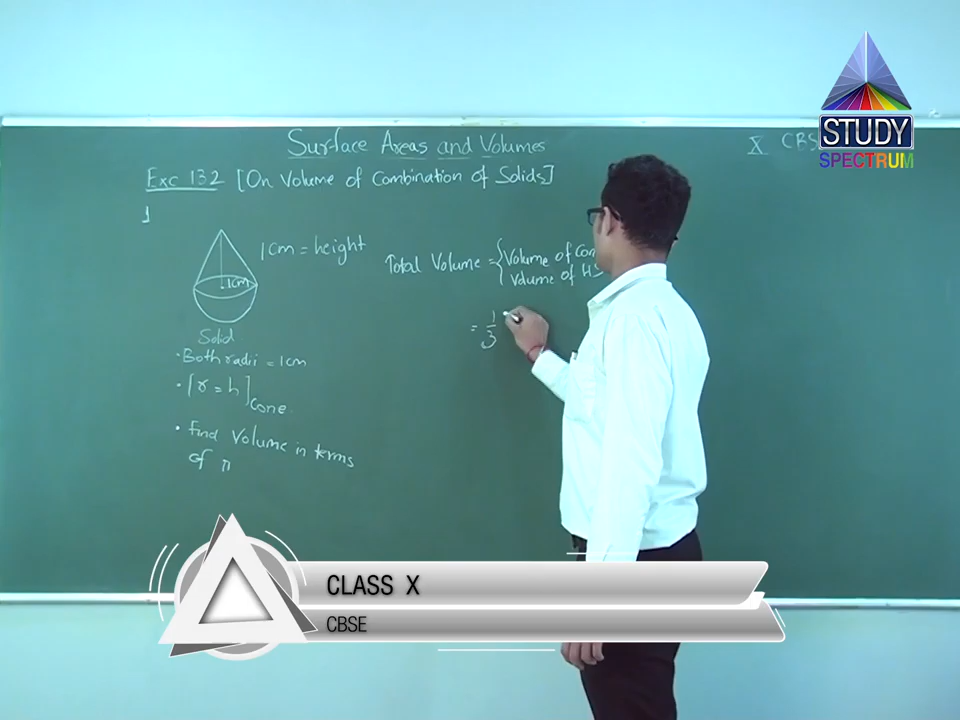 STUDY
SPECTRUM
Surface Areas and Volumes
X CBS
Exc 13.2 [On Volume of Combination of Solids]
1
1cm = height
1cm
Total Volume = { Volume of Con
Volume of HS
= 1/3
Solid
• Both radii = 1cm
• [r = h]Cone
• Find Volume in terms
of π
CLASS X
CBSE